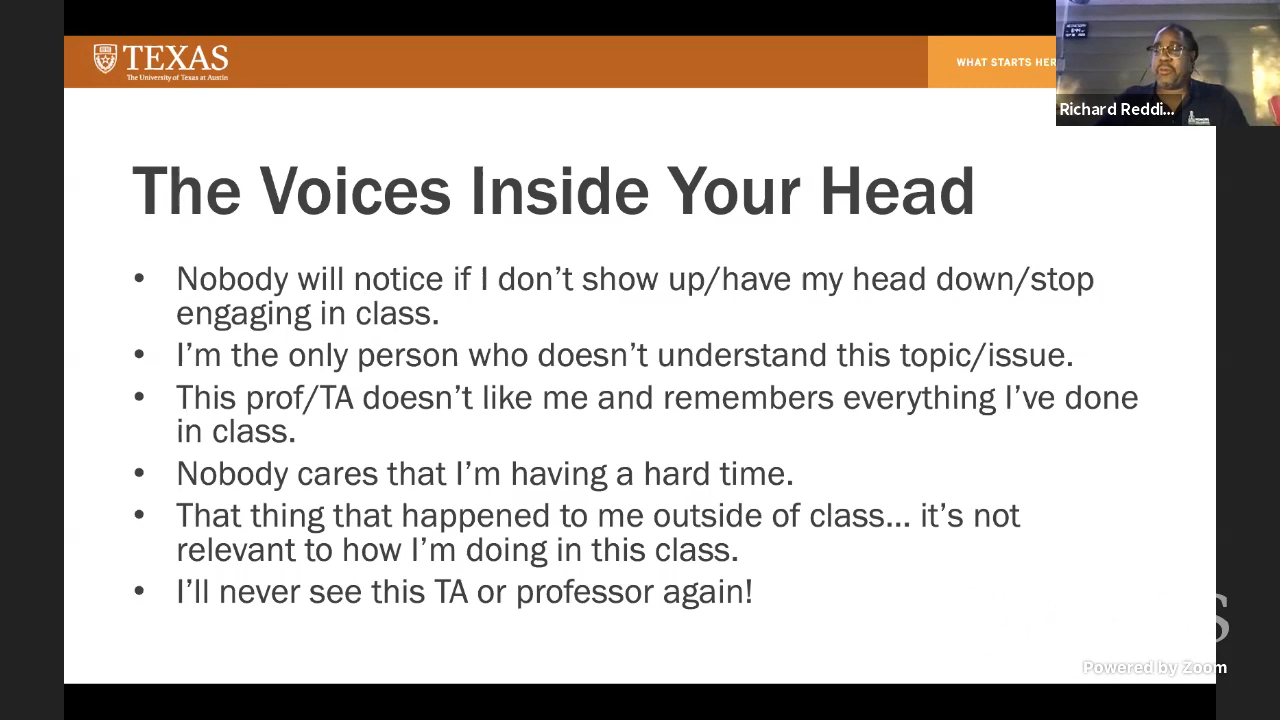 TEXAS
The University of Texas at Austin
WHAT STARTS HER
Richard Reddi...
The Voices Inside Your Head
• Nobody will notice if I don’t show up/have my head down/stop
engaging in class.
• I’m the only person who doesn’t understand this topic/issue.
• This prof/TA doesn’t like me and remembers everything I’ve done
in class.
• Nobody cares that I’m having a hard time.
• That thing that happened to me outside of class... it’s not
relevant to how I’m doing in this class.
• I’ll never see this TA or professor again!
S
Powered by Zoom